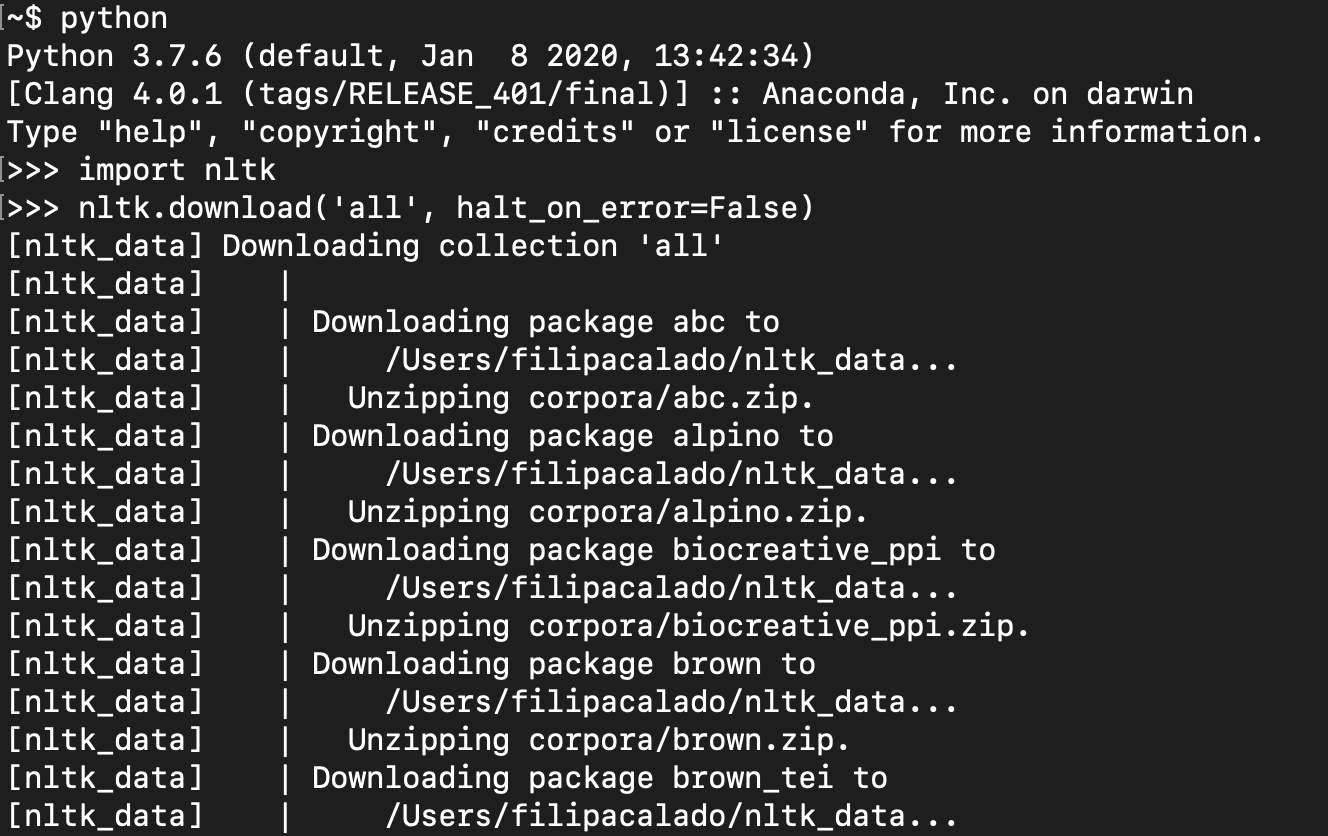 ~$ python
Python 3.7.6 (default, Jan  8 2020, 13:42:34)
[Clang 4.0.1 (tags/RELEASE_401/final)] :: Anaconda, Inc. on darwin
Type "help", "copyright", "credits" or "license" for more information.
>>> import nltk
>>> nltk.download('all', halt_on_error=False)
[nltk_data] Downloading collection 'all'
[nltk_data]    |
[nltk_data]    | Downloading package abc to
[nltk_data]    |     /Users/filipacalado/nltk_data...
[nltk_data]    |   Unzipping corpora/abc.zip.
[nltk_data]    | Downloading package alpino to
[nltk_data]    |     /Users/filipacalado/nltk_data...
[nltk_data]    |   Unzipping corpora/alpino.zip.
[nltk_data]    | Downloading package biocreative_ppi to
[nltk_data]    |     /Users/filipacalado/nltk_data...
[nltk_data]    |   Unzipping corpora/biocreative_ppi.zip.
[nltk_data]    | Downloading package brown to
[nltk_data]    |     /Users/filipacalado/nltk_data...
[nltk_data]    |   Unzipping corpora/brown.zip.
[nltk_data]    | Downloading package brown_tei to
[nltk_data]    |     /Users/filipacalado/nltk_data...